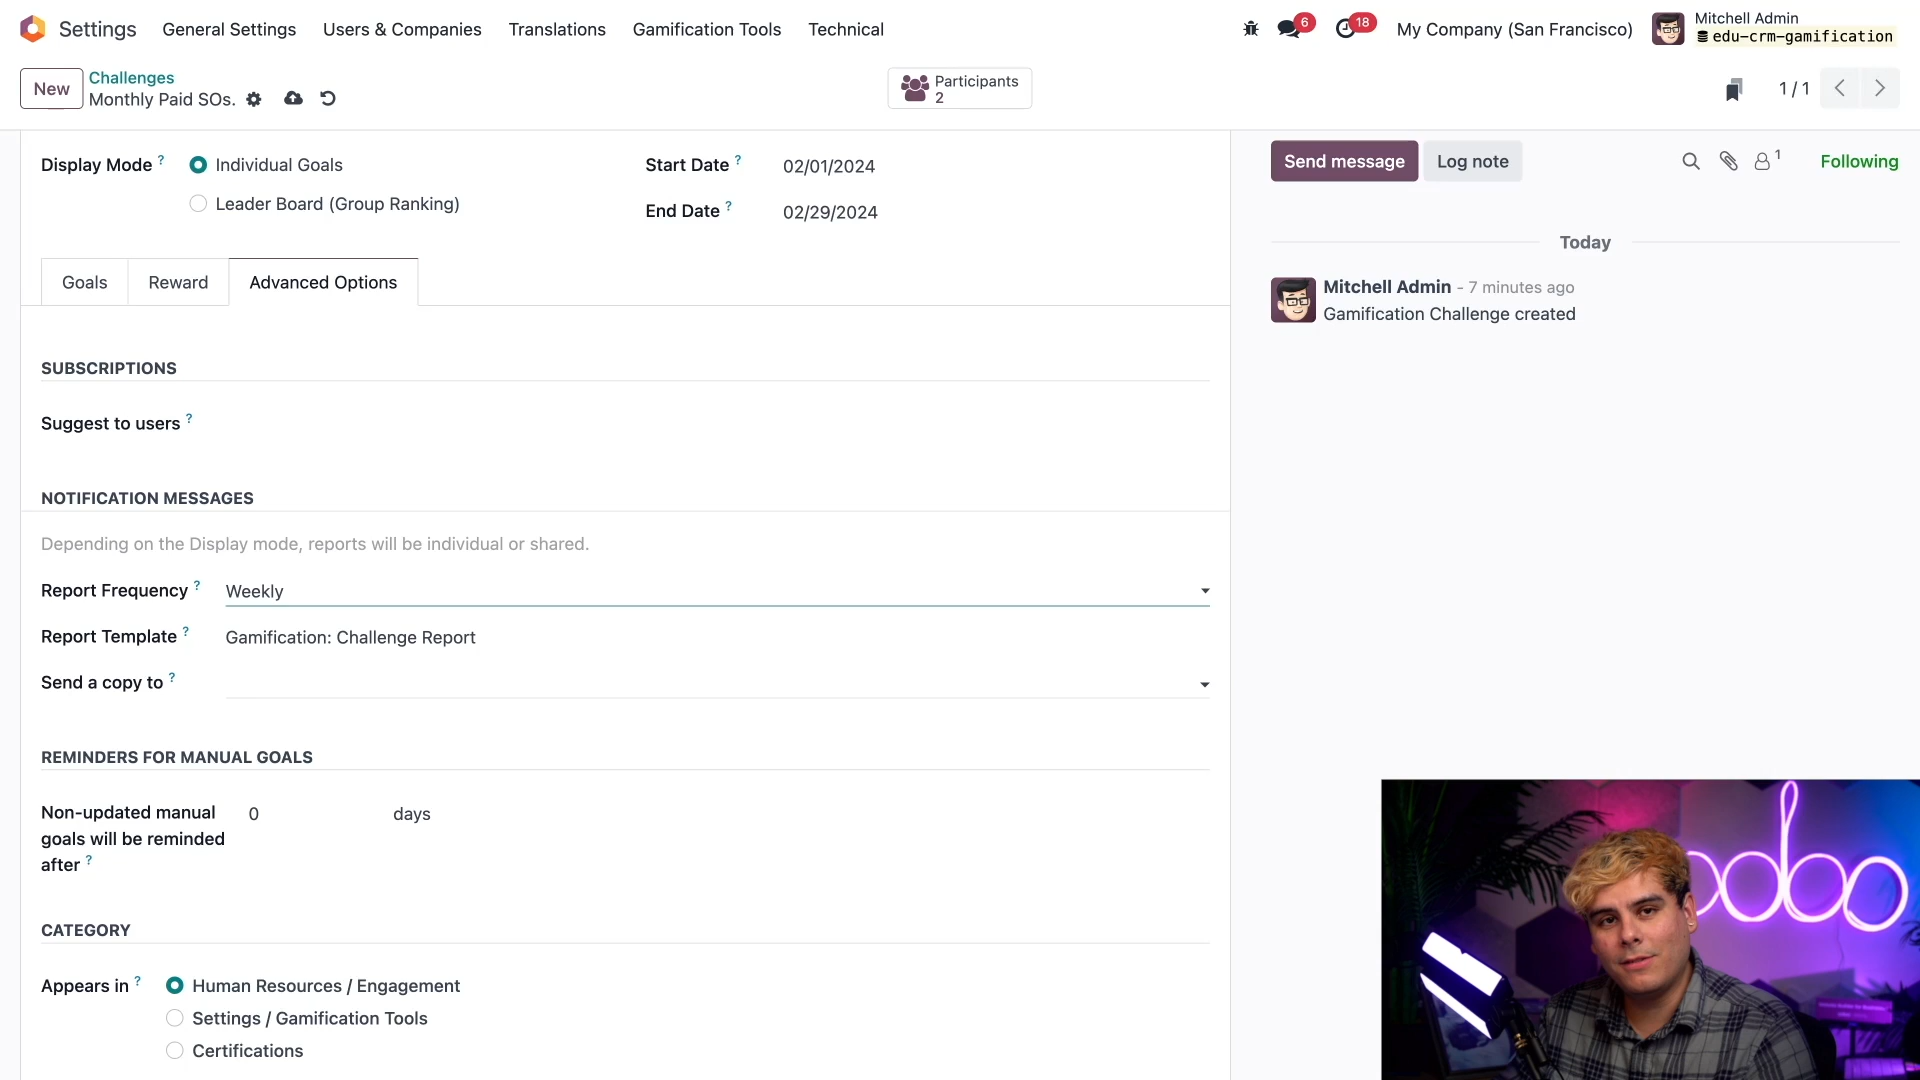 Settings General Settings Users & Companies Translations Gamification Tools Technical 6 18 My Company (San Francisco) Mitchell Admin
edu-crm-gamification
New Challenges
Monthly Paid SOs.
Participants
2
1 / 1
Display Mode ? Individual Goals
Leader Board (Group Ranking)
Start Date ? 02/01/2024
End Date ? 02/29/2024
Goals Reward Advanced Options
SUBSCRIPTIONS
Suggest to users ?
NOTIFICATION MESSAGES
Depending on the Display mode, reports will be individual or shared.
Report Frequency ? Weekly
Report Template ? Gamification: Challenge Report
Send a copy to ?
REMINDERS FOR MANUAL GOALS
Non-updated manual
goals will be reminded
after ?
0 days
CATEGORY
Appears in ? Human Resources / Engagement
Settings / Gamification Tools
Certifications
Send message Log note 1 Following
Today
Mitchell Admin - 7 minutes ago
Gamification Challenge created
odoo